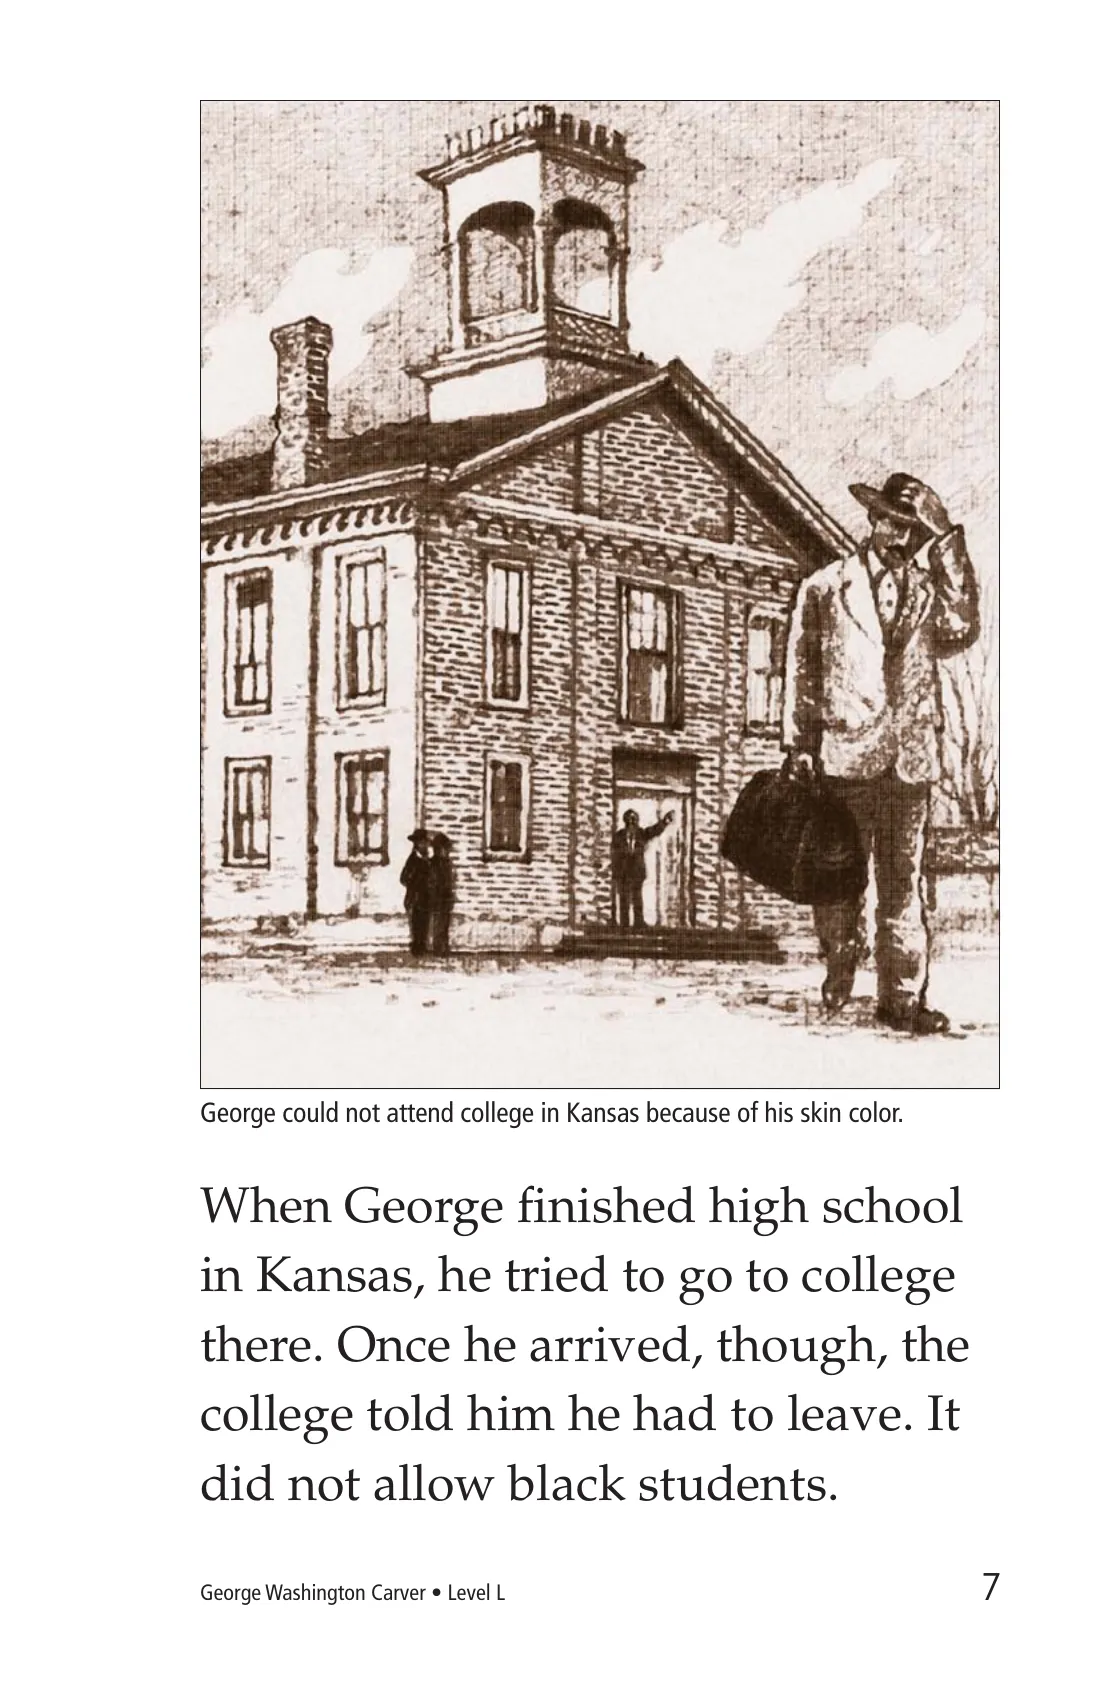 George could not attend college in Kansas because of his skin color.
When George finished high school
in Kansas, he tried to go to college
there. Once he arrived, though, the
college told him he had to leave. It
did not allow black students.
George Washington Carver • Level L
7